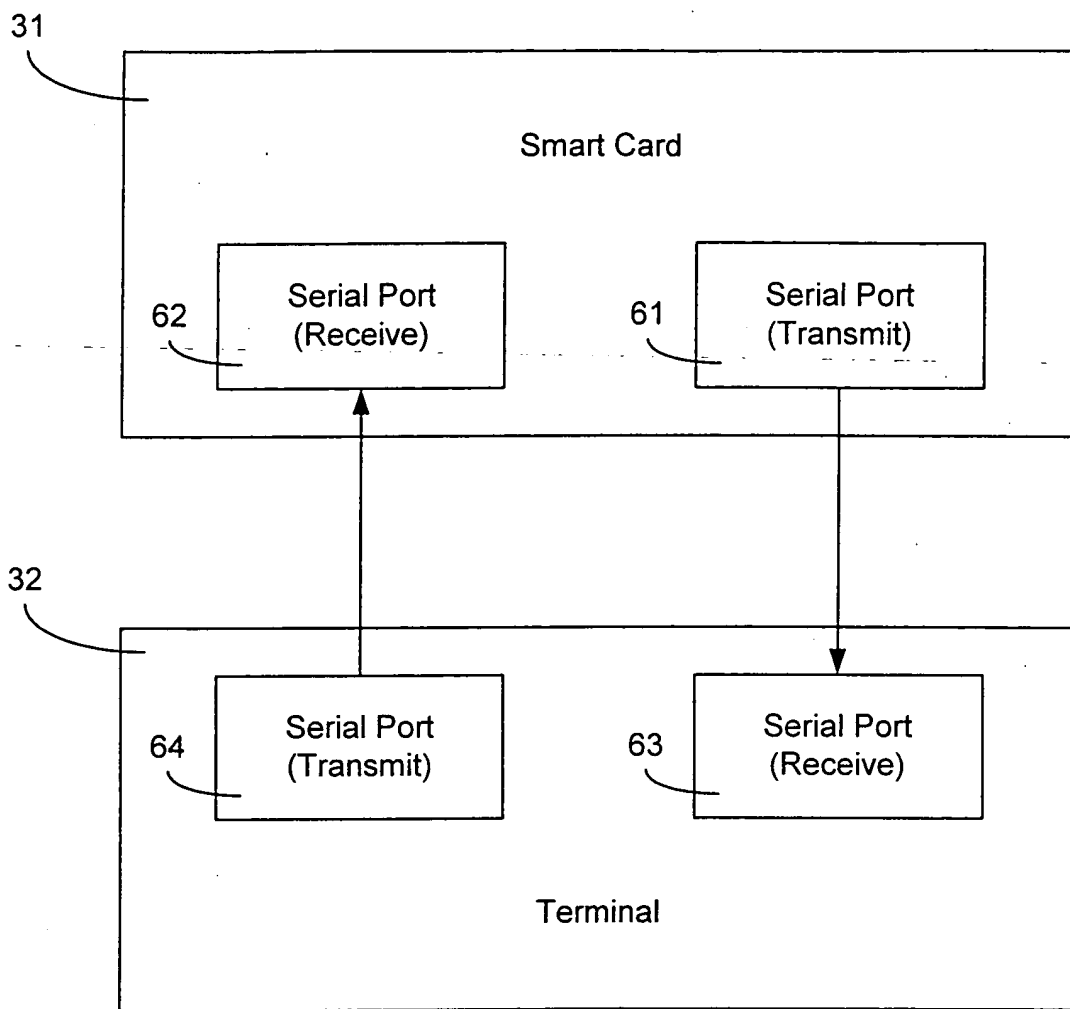 31
Smart Card
62
Serial Port
(Receive)
61
Serial Port
(Transmit)
32
64
Serial Port
(Transmit)
63
Serial Port
(Receive)
Terminal